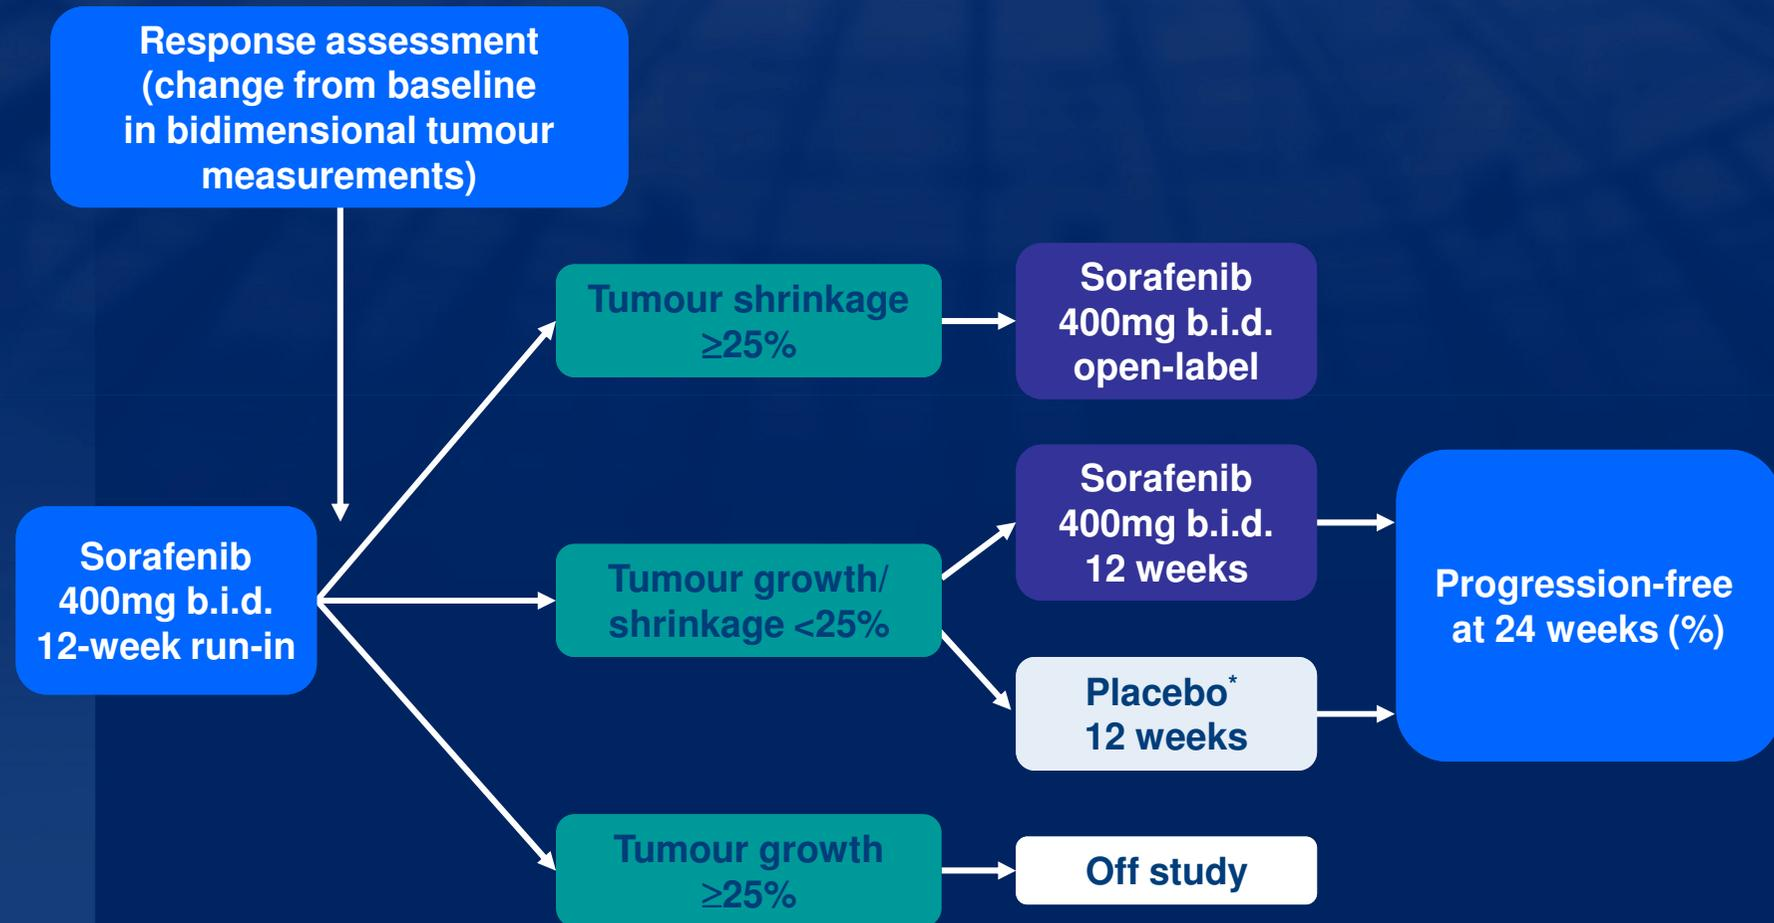 Response assessment
(change from baseline
in bidimensional tumour
measurements)
Sorafenib
400mg b.i.d.
12-week run-in
Tumour shrinkage
≥25%
Sorafenib
400mg b.i.d.
open-label
Tumour growth/
shrinkage <25%
Sorafenib
400mg b.i.d.
12 weeks
Placebo*
12 weeks
Progression-free
at 24 weeks (%)
Tumour growth
≥25%
Off study